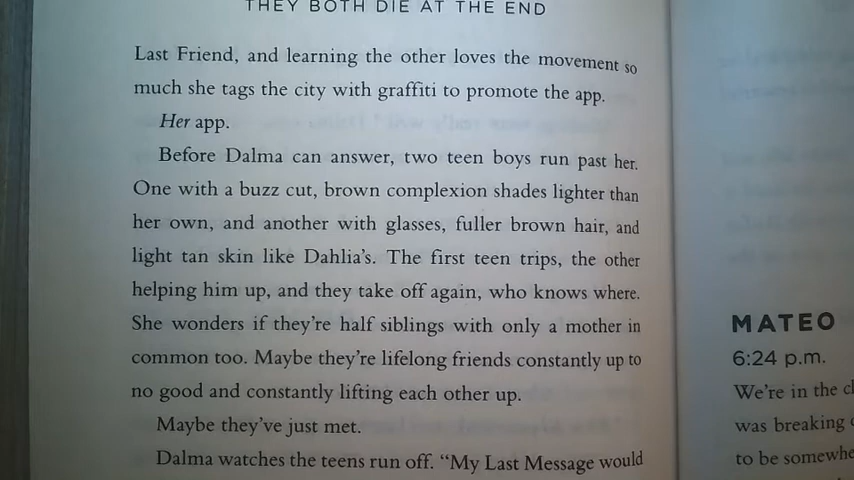 THEY BOTH DIE AT THE END
Last Friend, and learning the other loves the movement so
much she tags the city with graffiti to promote the app.
Her app.
Before Dalma can answer, two teen boys run past her.
One with a buzz cut, brown complexion shades lighter than
her own, and another with glasses, fuller brown hair, and
light tan skin like Dahlia's. The first teen trips, the other
helping him up, and they take off again, who knows where.
She wonders if they're half siblings with only a mother in
common too. Maybe they're lifelong friends constantly up to
no good and constantly lifting each other up.
Maybe they've just met.
Dalma watches the teens run off. “My Last Message would
MATEO
6:24 p.m.
We're in the
was breaking
to be